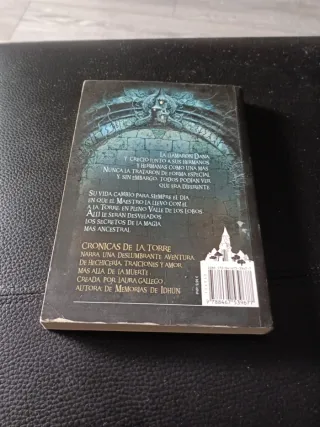 LA LLAMARON DANA
Y CRECIÓ JUNTO A SUS HERMANOS
Y HERMANAS COMO UNA MÁS.
NUNCA LA TRATARON DE FORMA ESPECIAL
Y SIN EMBARGO, TODOS PODÍAN VER
QUE ERA DIFERENTE.
SU VIDA CAMBIÓ PARA SIEMPRE EL DÍA
EN QUE EL MAESTRO LA LLEVÓ CON ÉL
A LA TORRE, EN PLENO VALLE DE LOS LOBOS.
ALLÍ LE SERÁN DESVELADOS
LOS SECRETOS DE LA MAGIA
MÁS ANCESTRAL.
CRÓNICAS DE LA TORRE
NARRA UNA DESLUMBRANTE AVENTURA
DE HECHICERÍA, TRAICIONES Y AMOR
MÁS ALLÁ DE LA MUERTE
CREADA POR LAURA GALLEGO,
AUTORA DE MEMORIAS DE IDHÚN